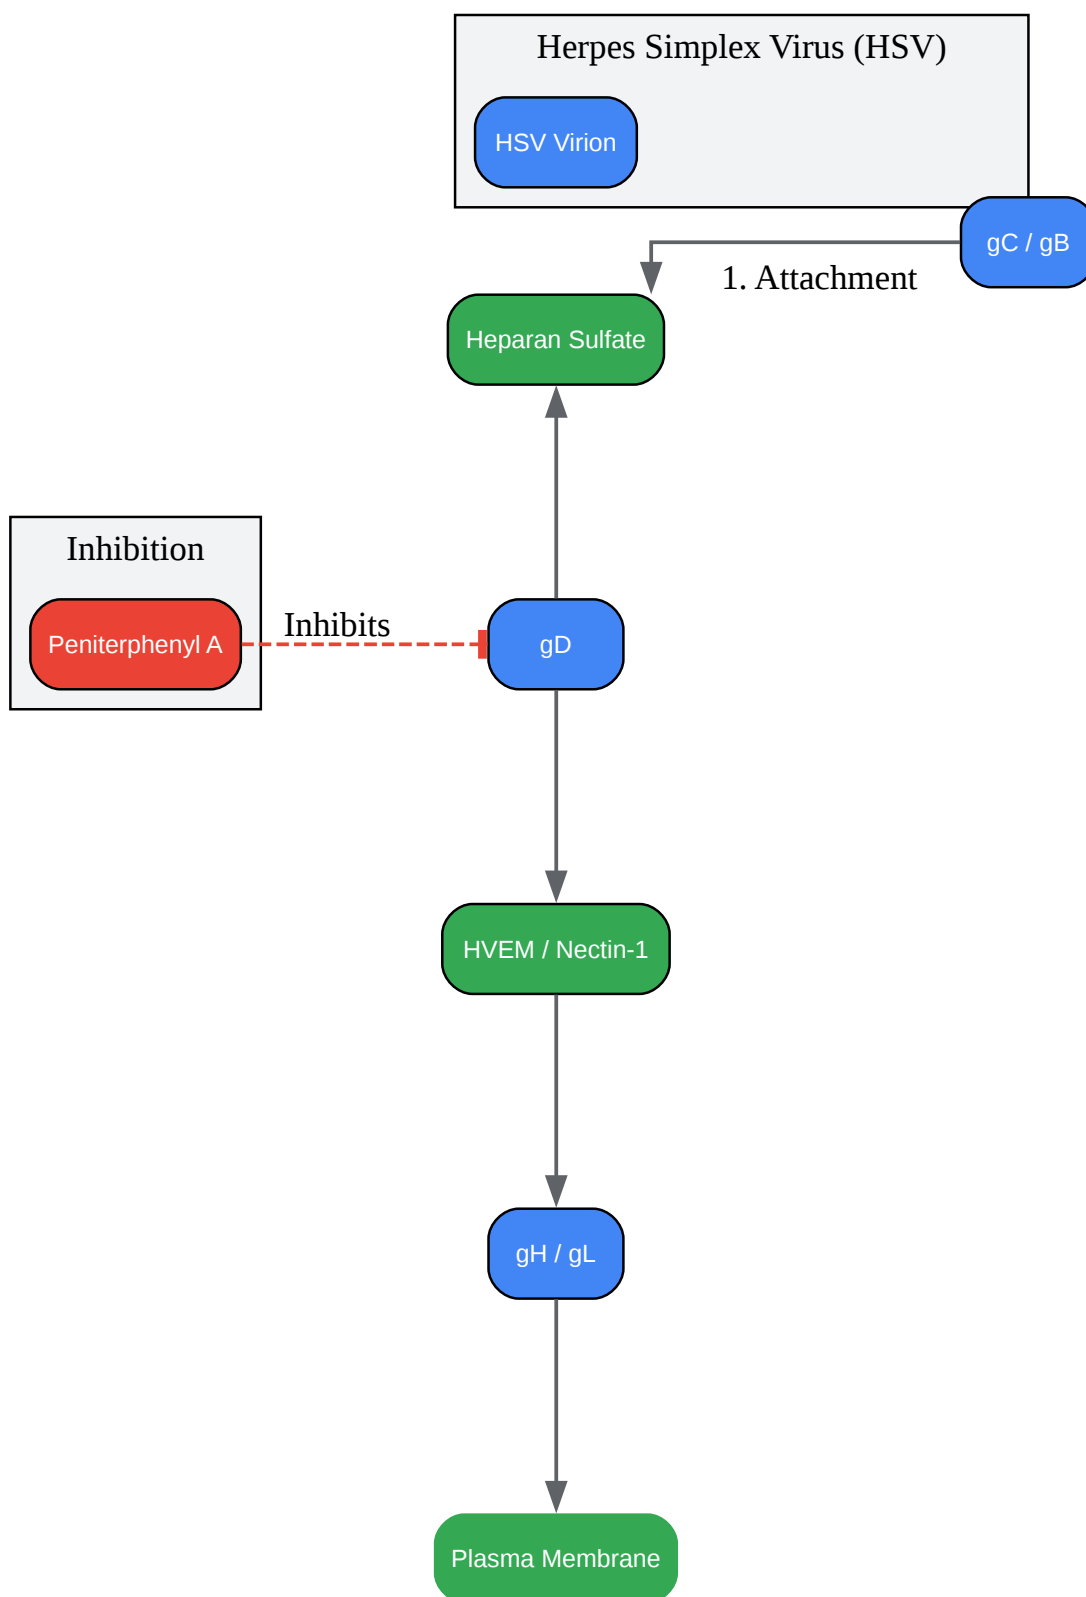 Herpes Simplex Virus (HSV)
HSV Virion
gC / gB
1. Attachment
Heparan Sulfate
Inhibition
Peniterphenyl A
Inhibits
gD
HVEM / Nectin-1
gH / gL
Plasma Membrane